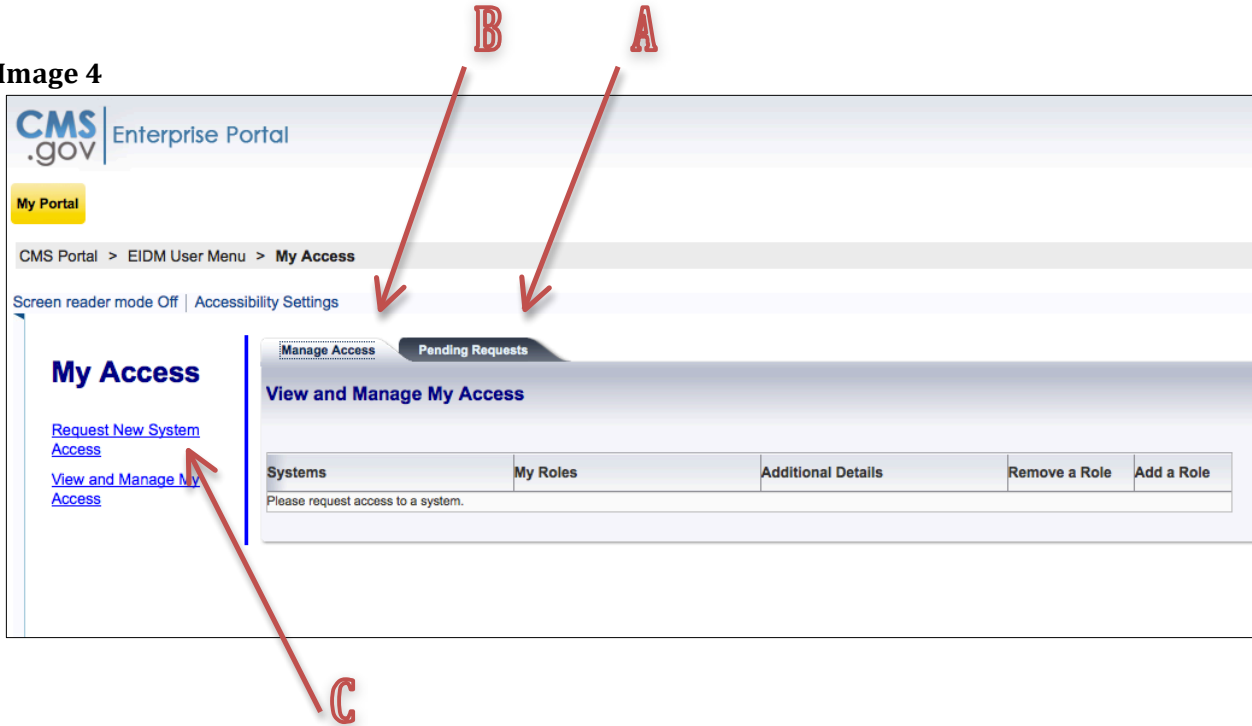 B A
Image 4
CMS
.gov Enterprise Portal
My Portal
CMS Portal > EIDM User Menu > My Access
Screen reader mode Off | Accessibility Settings
Manage Access Pending Requests
My Access
View and Manage My Access
Request New System
Access
View and Manage My
Access
Systems My Roles Additional Details Remove a Role Add a Role
Please request access to a system.
C